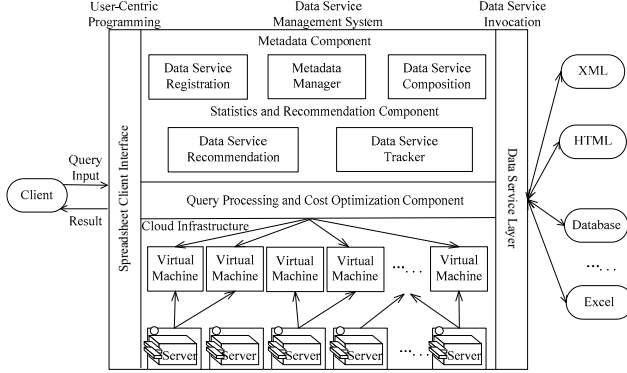 User-Centric
Programming
Data Service
Management System
Data Service
Invocation
Metadata Component
Data Service
Registration
Metadata
Manager
Data Service
Composition
Statistics and Recommendation Component
Data Service
Recommendation
Data Service
Tracker
Query Processing and Cost Optimization Component
Cloud Infrastructure
Virtual
Machine
Virtual
Machine
Virtual
Machine
Virtual
Machine
......
Virtual
Machine
Server
Server
Server
Server
......
Server
Spreadsheet Client Interface
Data Service Layer
Client
Query
Input
Result
XML
HTML
Database
......
Excel